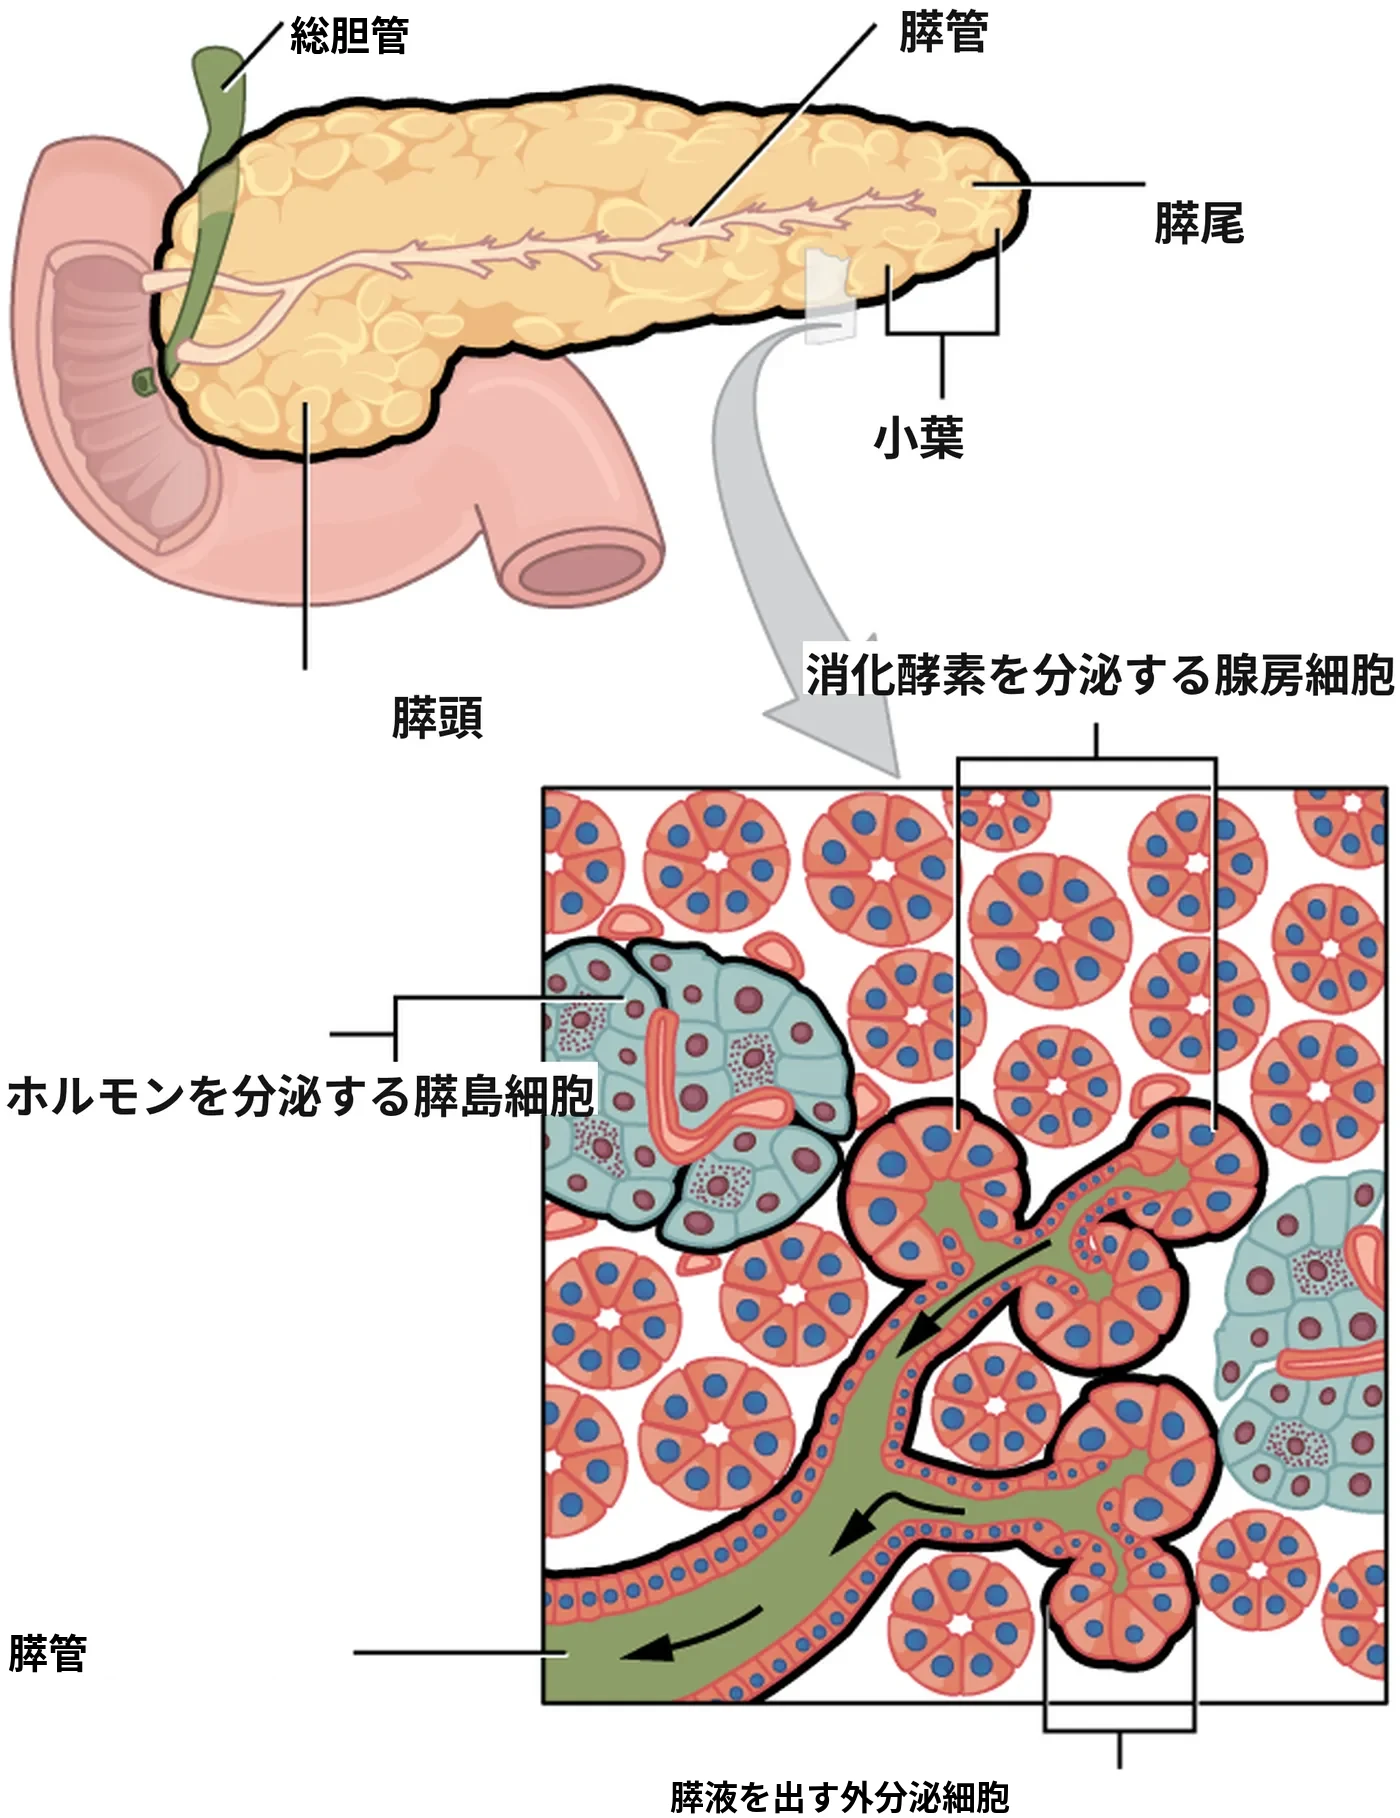 総胆管
膵管
膵尾
小葉
膵頭
消化酵素を分泌する腺房細胞
ホルモンを分泌する膵島細胞
膵管
膵液を出す外分泌細胞